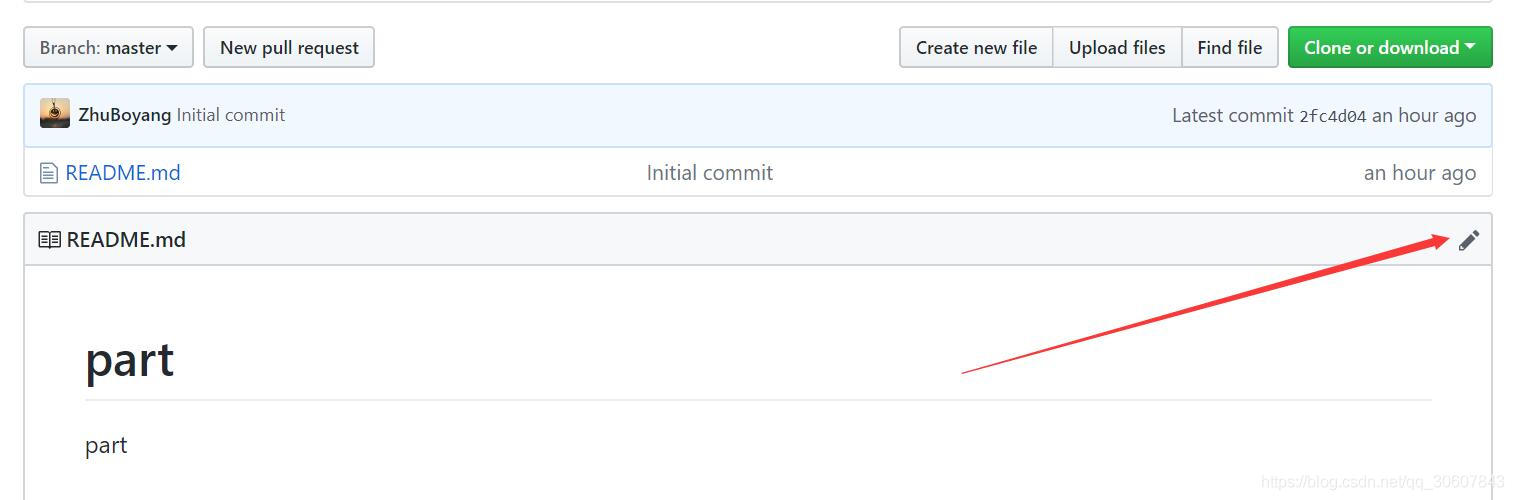 Branch: master New pull request Create new file Upload files Find file Clone or download
ZhuBoyang Initial commit Latest commit 2fc4d04 an hour ago
README.md Initial commit an hour ago
README.md
part
part
https://blog.csdn.net/qq_30607843